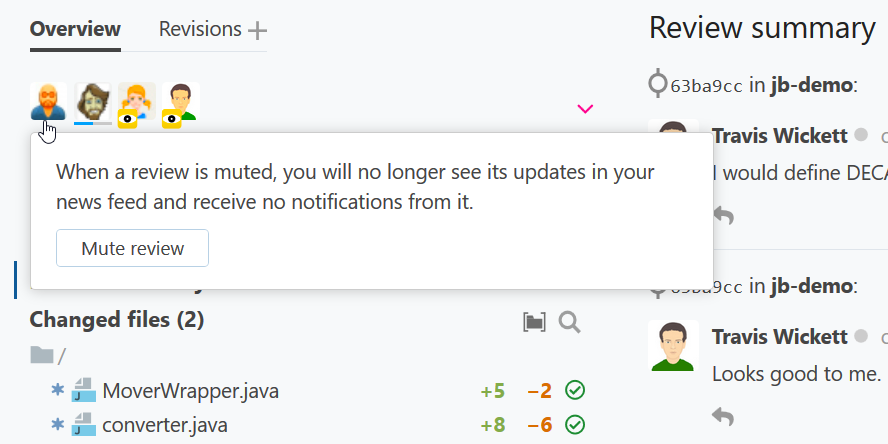 Overview
Revisions
When a review is muted, you will no longer see its updates in your
news feed and receive no notifications from it.
Mute review
Changed files (2)
/
MoverWrapper.java +5 −2
converter.java +8 −6
Review summary
63ba9cc in jb-demo:
Travis Wickett
I would define DECA
in jb-demo:
Travis Wickett
Looks good to me.